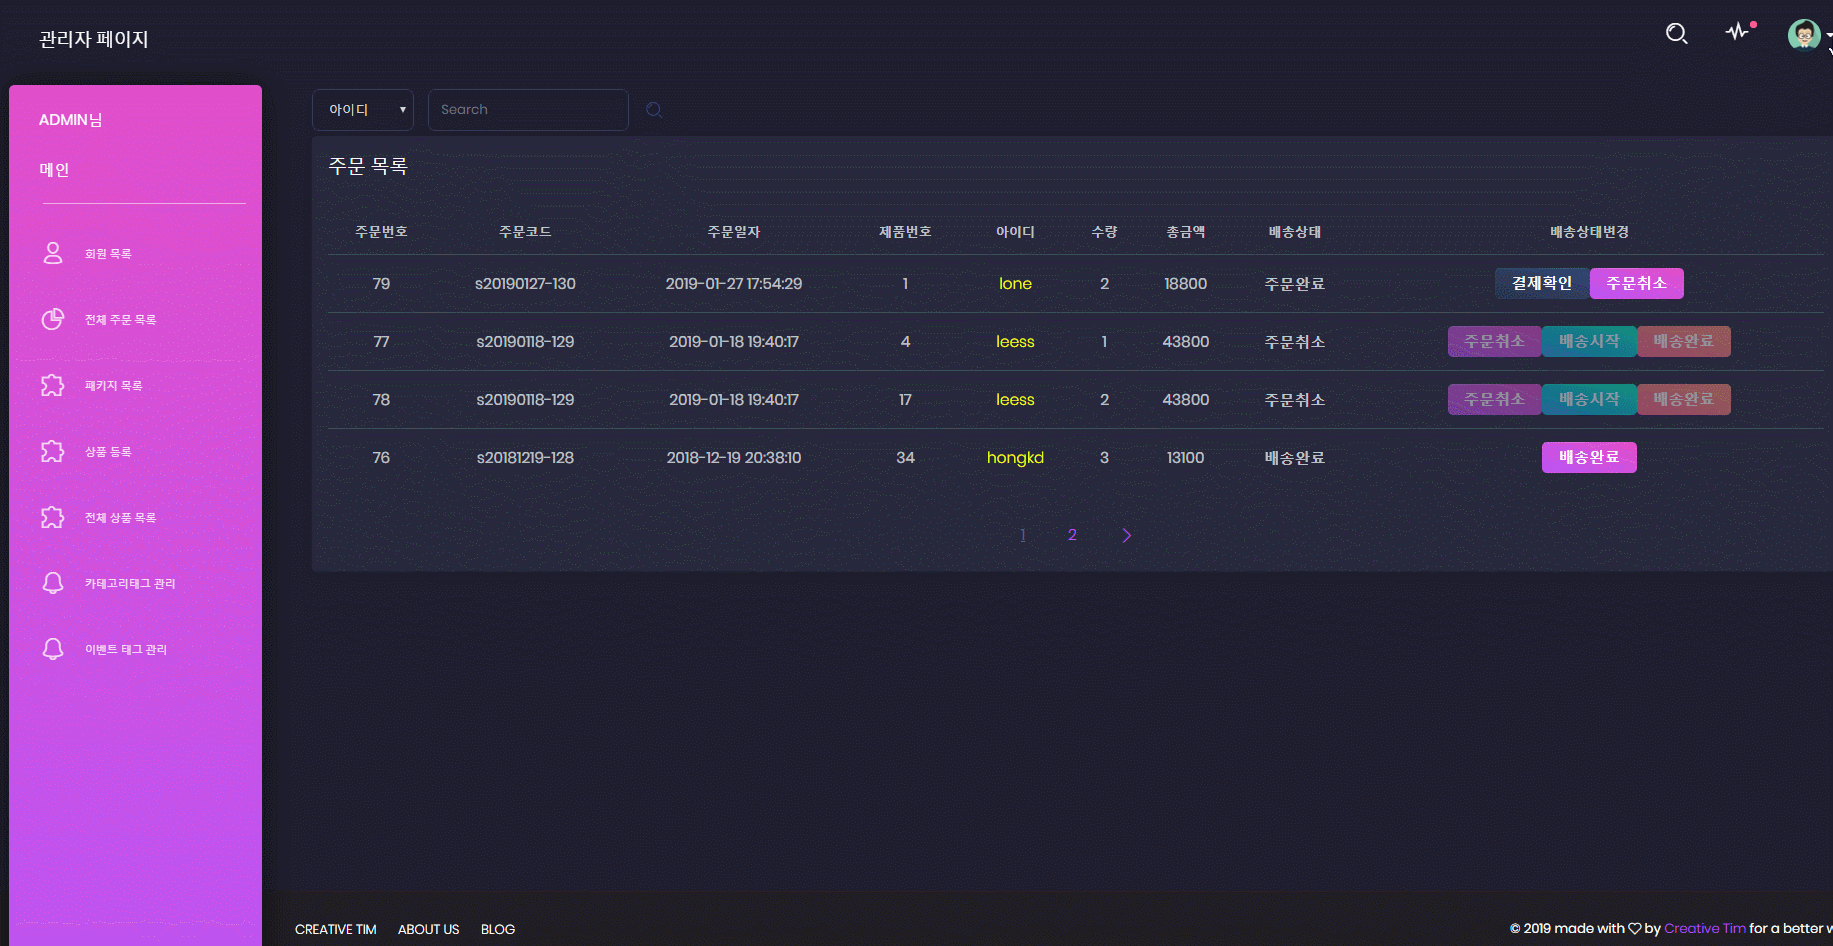 관리자 페이지
ADMIN님
메인
회원 목록
전체 주문 목록
패키지 목록
상품 등록
전체 상품 목록
카테고리태그 관리
이벤트 태그 관리
아이디 Search
주문 목록
주문번호 주문코드 주문일자 제품번호 아이디 수량 총금액 배송상태 배송상태변경
79 s20190127-130 2019-01-27 17:54:29 1 lone 2 18800 주문완료 결제확인 주문취소
77 s20190118-129 2019-01-18 19:40:17 4 leess 1 43800 주문취소 주문취소 배송시작 배송완료
78 s20190118-129 2019-01-18 19:40:17 17 leess 2 43800 주문취소 주문취소 배송시작 배송완료
76 s20181219-128 2018-12-19 20:38:10 34 hongkd 3 13100 배송완료 배송완료
1 2
CREATIVE TIM ABOUT US BLOG
© 2019 made with ♡ by Creative Tim for a better